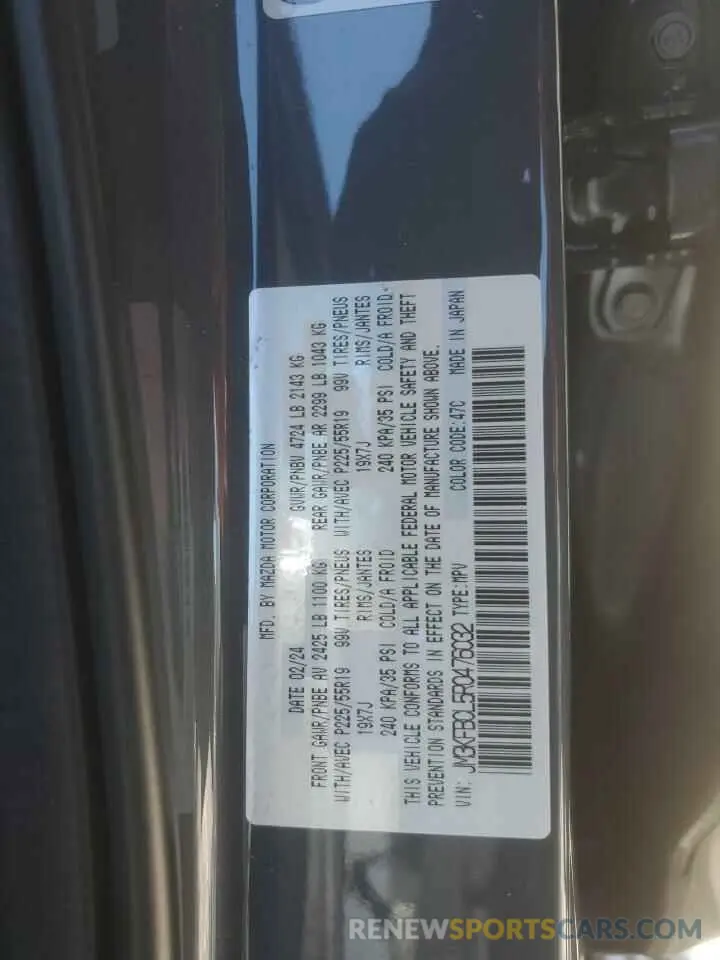 MFD. BY MAZDA MOTOR CORPORATION
DATE 02/24 GVWR/PNBV 4724 LB 2143 KG
FRONT GAWR/PNBE AV 2425 LB 1100 KG REAR GAWR/PNBE AR 2299 LB 1043 KG
WITH/AVEC P225/55R19 99V TIRES/PNEUS WITH/AVEC P225/55R19 99V TIRES/PNEUS
19X7J RIMS/JANTES 19X7J RIMS/JANTES
240 KPA/35 PSI COLD/A FROID 240 KPA/35 PSI COLD/A FROID.
THIS VEHICLE CONFORMS TO ALL APPLICABLE FEDERAL MOTOR VEHICLE SAFETY AND THEFT
PREVENTION STANDARDS IN EFFECT ON THE DATE OF MANUFACTURE SHOWN ABOVE.
VIN: JM3KFBCL5R0476032 TYPE:MPV COLOR CODE:47C MADE IN JAPAN
RENEWSPORTSCARS.COM